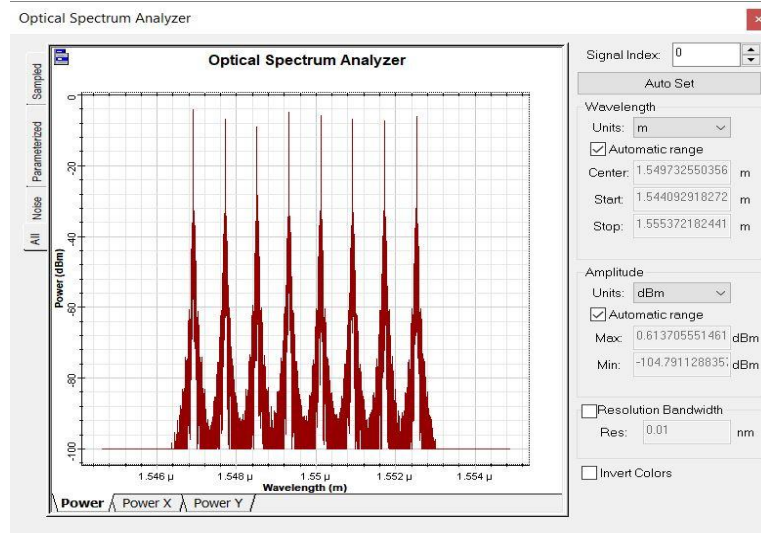 Optical Spectrum Analyzer
Optical Spectrum Analyzer
Sampled
Parameterized
Noise
All
Power (dBm)
0
-20
-40
-60
-80
-100
1.546 µ 1.548 µ 1.55 µ 1.552 µ 1.554 µ
Wavelength (m)
Power Power X Power Y
Signal Index: 0
Auto Set
Wavelength
Units: m
Automatic range
Center: 1.549732550356 m
Start: 1.544092918272 m
Stop: 1.555372182441 m
Amplitude
Units: dBm
Automatic range
Max: 0.613705551461 dBm
Min: -104.791128835 dBm
Resolution Bandwidth
Res: 0.01 nm
Invert Colors